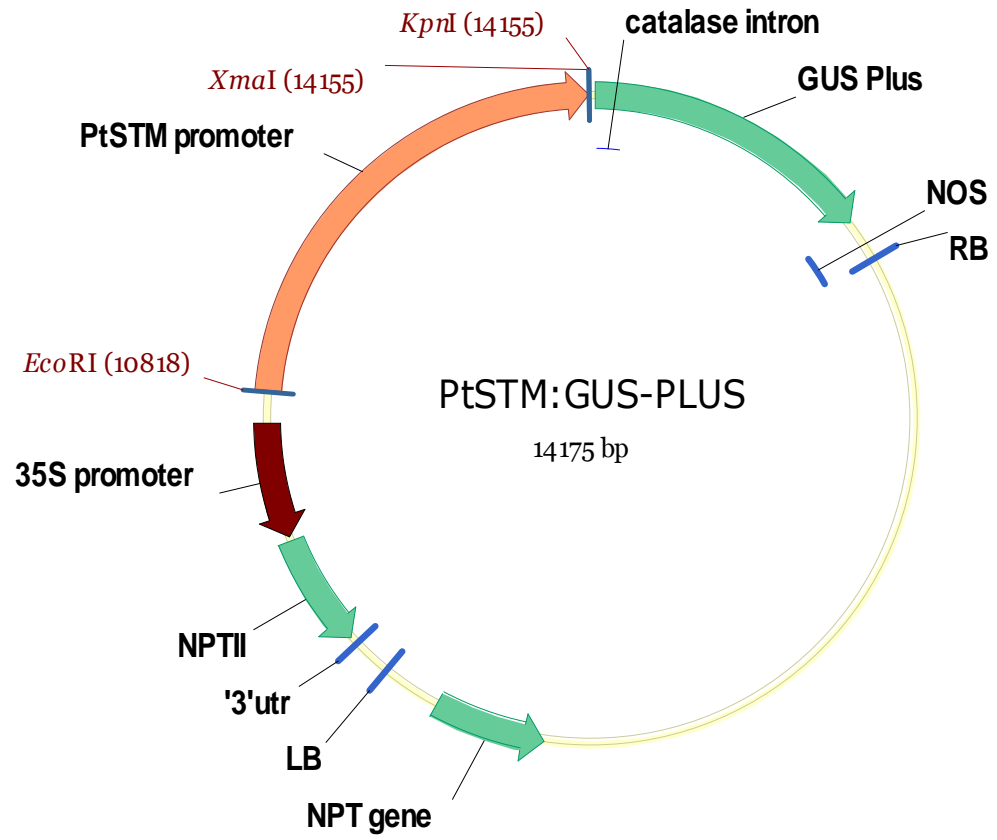 KpnI (14155)
catalase intron
XmaI (14155)
GUS Plus
PtSTM promoter
NOS
RB
EcoRI (10818)
PtSTM:GUS-PLUS
14175 bp
35S promoter
NPTII
'3'utr
LB
NPT gene